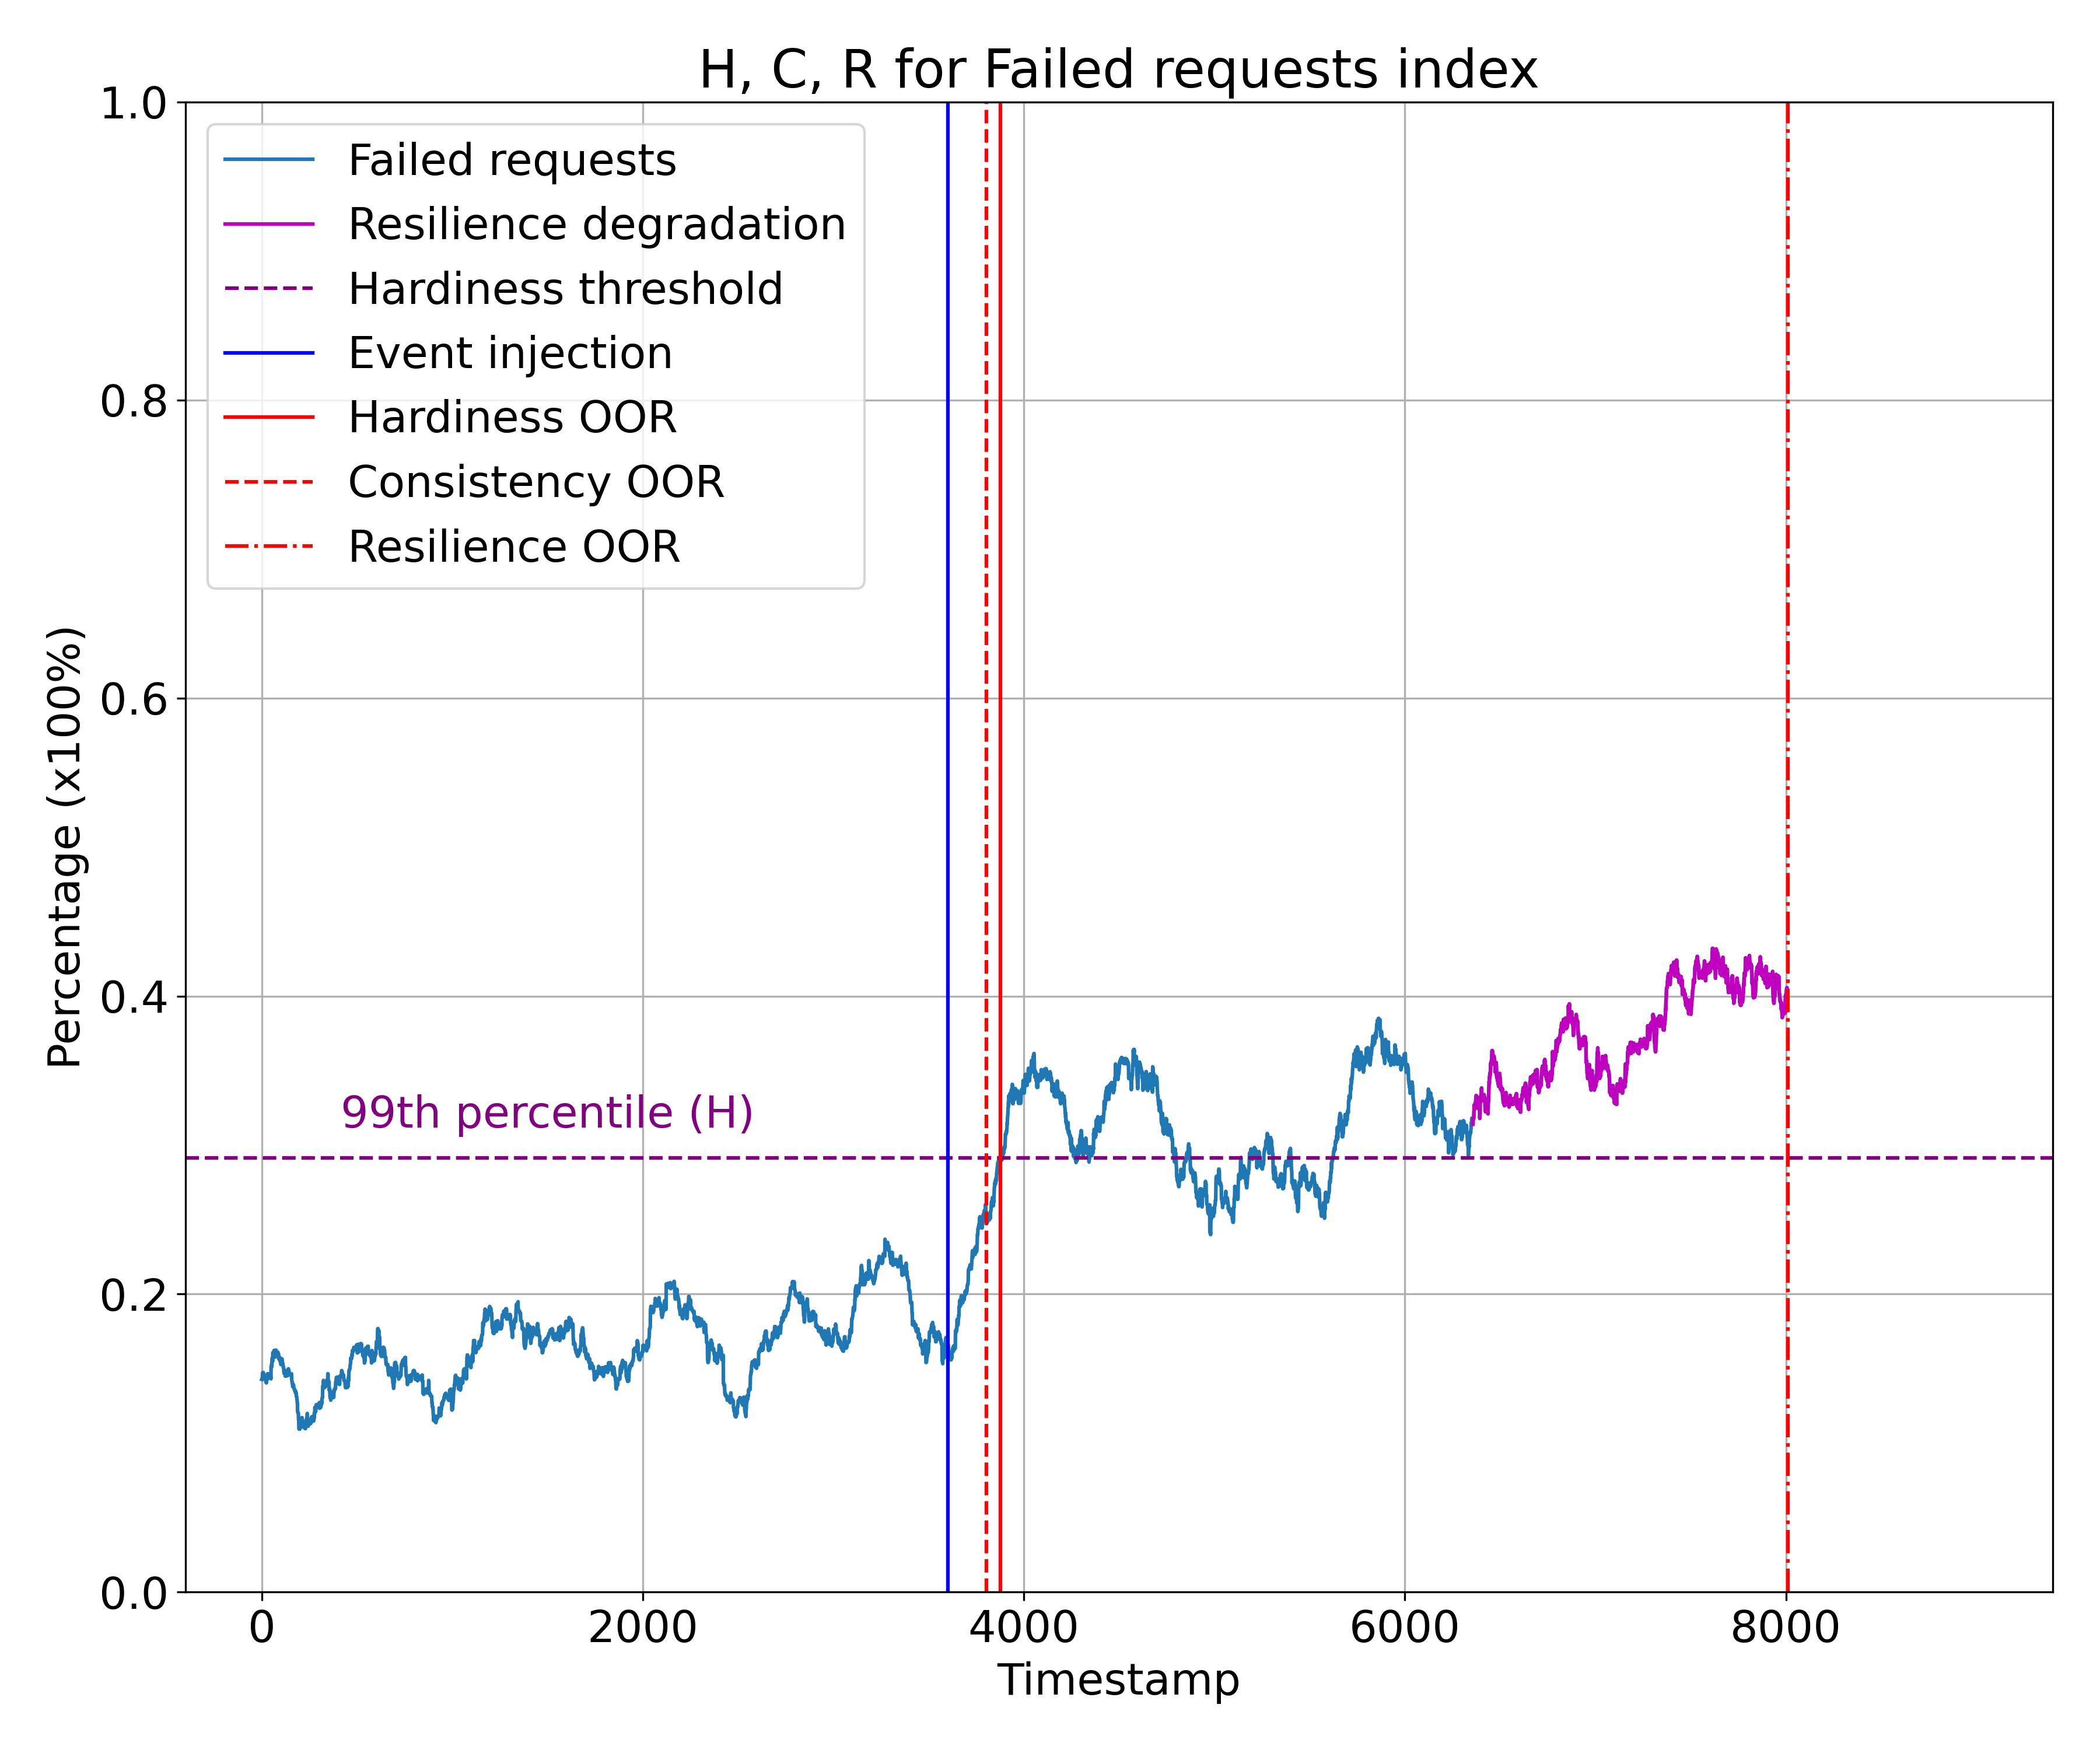 H, C, R for Failed requests index
1.0
0.8
0.6
0.4
0.2
0.0
Percentage (x100%)
Failed requests
Resilience degradation
Hardiness threshold
Event injection
Hardiness OOR
Consistency OOR
Resilience OOR
99th percentile (H)
0 2000 4000 6000 8000
Timestamp